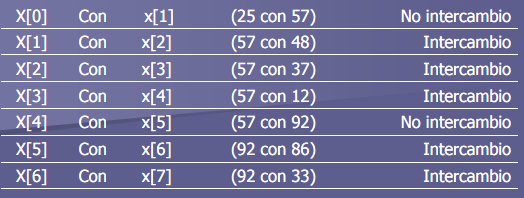 X[0] Con x[1] (25 con 57) No intercambio
X[1] Con x[2] (57 con 48) Intercambio
X[2] Con x[3] (57 con 37) Intercambio
X[3] Con x[4] (57 con 12) Intercambio
X[4] Con x[5] (57 con 92) No intercambio
X[5] Con x[6] (92 con 86) Intercambio
X[6] Con x[7] (92 con 33) Intercambio